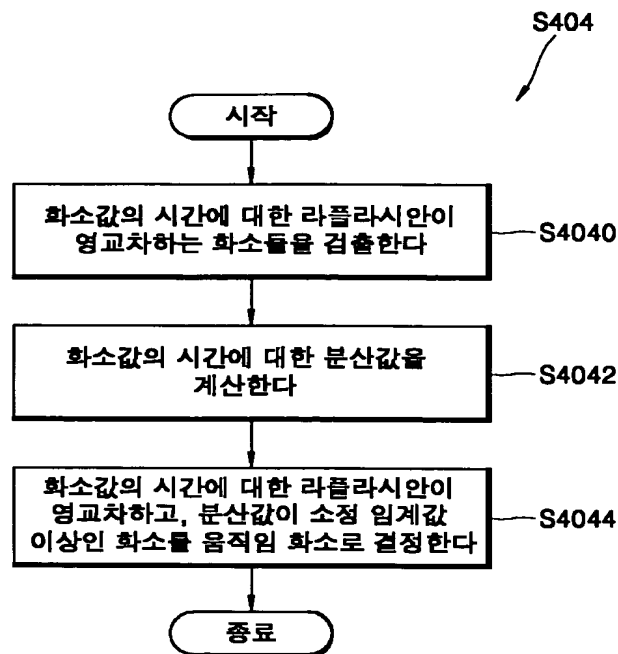 S404
시작
화소값의 시간에 대한 라플라시안이
영교차하는 화소들을 검출한다
S4040
화소값의 시간에 대한 분산값을
계산한다
S4042
화소값의 시간에 대한 라플라시안이
영교차하고, 분산값이 소정 임계값
이상인 화소를 움직임 화소로 결정한다
S4044
종료